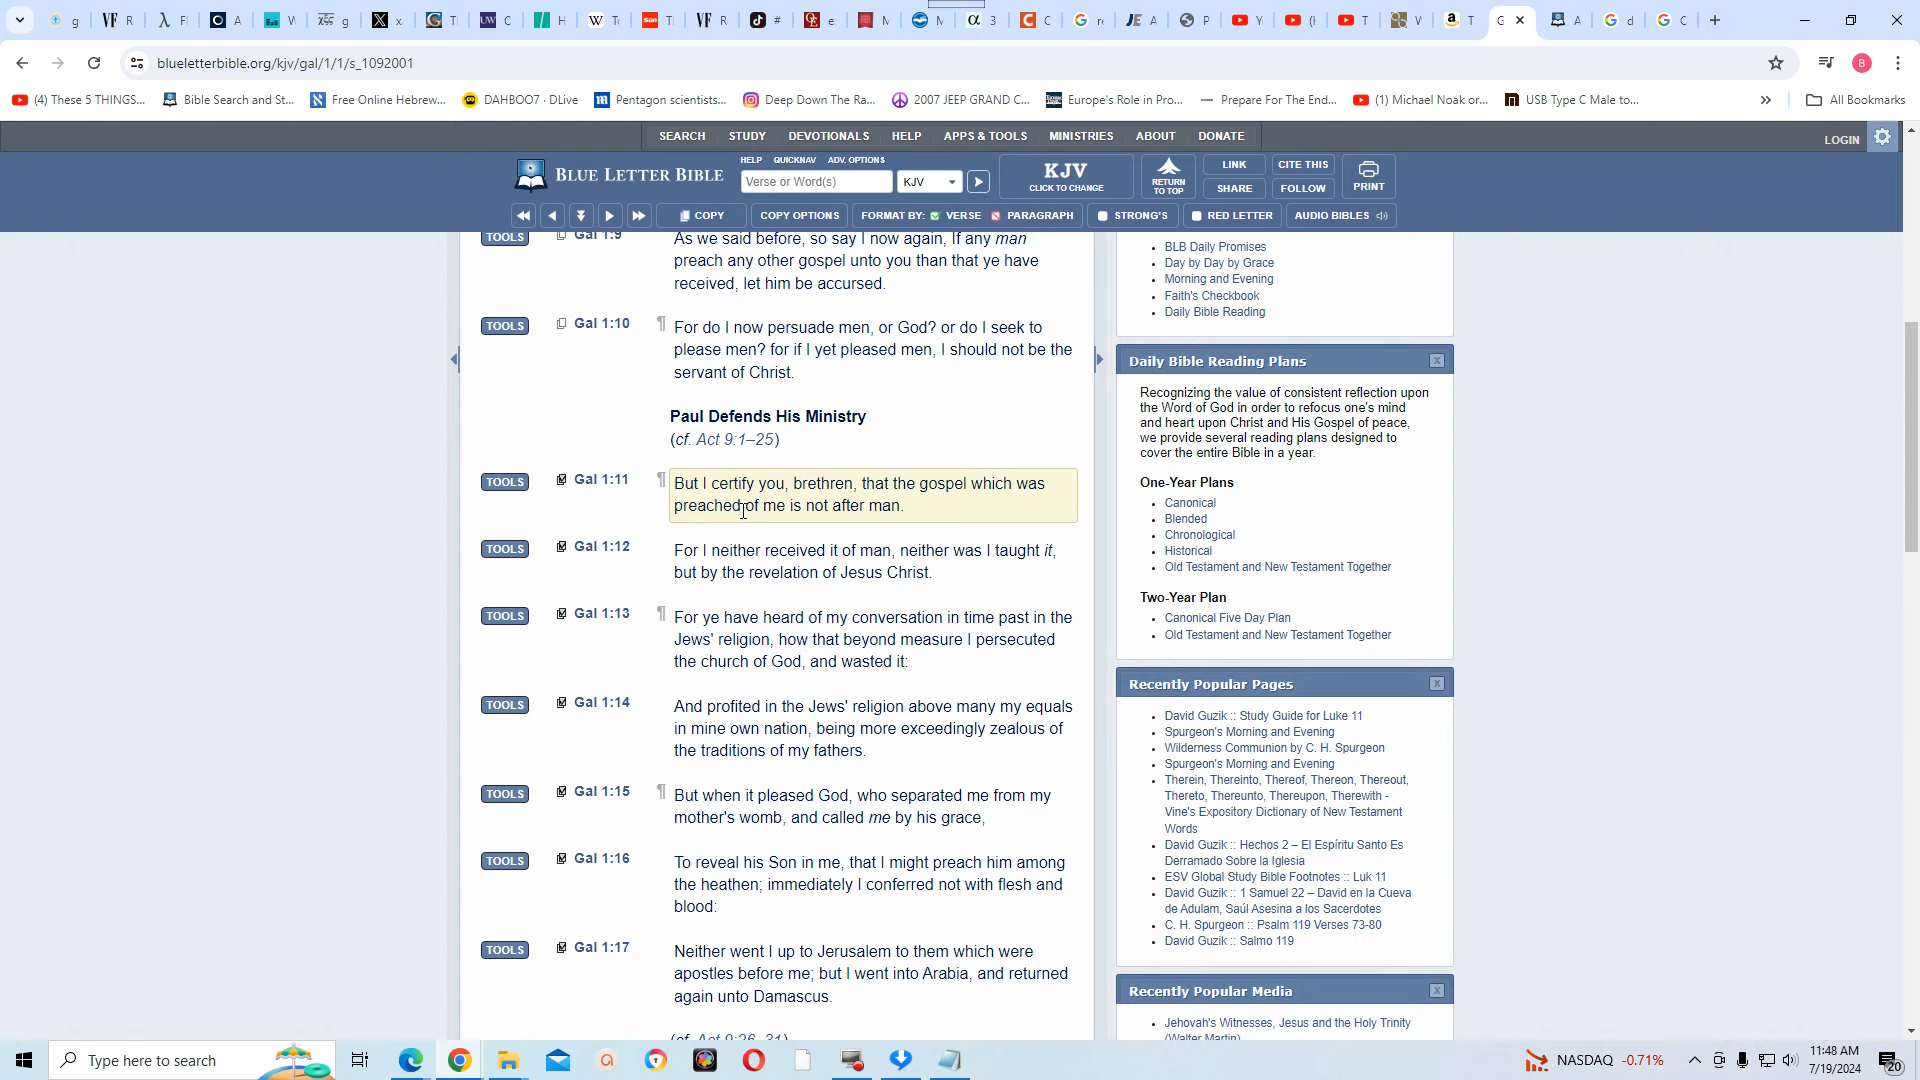 g
VF R
F
O A
W
g
X x
T
UW C
H
W T
T
VF R
#
e
M
M
α 3
C
G r
JE A
P
Y
(
T
W
a T
G
A
G d
G C
blueletterbible.org/kjv/gal/1/1/s_1092001
B
(4) These 5 THINGS...
Bible Search and St...
Free Online Hebrew...
DAHBOO7 · DLive
Pentagon scientists...
Deep Down The Ra...
2007 JEEP GRAND C...
Europe's Role in Pro...
Prepare For The End...
(1) Michael Noak or...
USB Type C Male to...
All Bookmarks
SEARCH STUDY DEVOTIONALS HELP APPS & TOOLS MINISTRIES ABOUT DONATE
LOGIN
BLUE LETTER BIBLE
HELP QUICKNAV ADV. OPTIONS
Verse or Word(s)
KJV
KJV
CLICK TO CHANGE
RETURN
TO TOP
LINK
CITE THIS
SHARE
FOLLOW
PRINT
COPY
COPY OPTIONS
FORMAT BY: VERSE PARAGRAPH
STRONG'S
RED LETTER
AUDIO BIBLES
TOOLS Gal 1:9
As we said before, so say I now again, If any man
preach any other gospel unto you than that ye have
received, let him be accursed.
TOOLS Gal 1:10 ¶
For do I now persuade men, or God? or do I seek to
please men? for if I yet pleased men, I should not be the
servant of Christ.
Paul Defends His Ministry
(cf. Act 9:1–25)
TOOLS Gal 1:11 ¶
But I certify you, brethren, that the gospel which was
preached of me is not after man.
TOOLS Gal 1:12
For I neither received it of man, neither was I taught it,
but by the revelation of Jesus Christ.
TOOLS Gal 1:13 ¶
For ye have heard of my conversation in time past in the
Jews' religion, how that beyond measure I persecuted
the church of God, and wasted it:
TOOLS Gal 1:14
And profited in the Jews' religion above many my equals
in mine own nation, being more exceedingly zealous of
the traditions of my fathers.
TOOLS Gal 1:15 ¶
But when it pleased God, who separated me from my
mother's womb, and called me by his grace,
TOOLS Gal 1:16
To reveal his Son in me, that I might preach him among
the heathen; immediately I conferred not with flesh and
blood:
TOOLS Gal 1:17
Neither went I up to Jerusalem to them which were
apostles before me; but I went into Arabia, and returned
again unto Damascus.
(cf. Act 9:26–31)
BLB Daily Promises
Day by Day by Grace
Morning and Evening
Faith's Checkbook
Daily Bible Reading
Daily Bible Reading Plans
x
Recognizing the value of consistent reflection upon
the Word of God in order to refocus one's mind
and heart upon Christ and His Gospel of peace,
we provide several reading plans designed to
cover the entire Bible in a year.
One-Year Plans
Canonical
Blended
Chronological
Historical
Old Testament and New Testament Together
Two-Year Plan
Canonical Five Day Plan
Old Testament and New Testament Together
Recently Popular Pages
x
David Guzik :: Study Guide for Luke 11
Spurgeon's Morning and Evening
Wilderness Communion by C. H. Spurgeon
Spurgeon's Morning and Evening
Therein, Thereinto, Thereof, Thereon, Thereout,
Thereto, Thereunto, Thereupon, Therewith -
Vine's Expository Dictionary of New Testament
Words
David Guzik :: Hechos 2 – El Espíritu Santo Es
Derramado Sobre la Iglesia
ESV Global Study Bible Footnotes :: Luk 11
David Guzik :: 1 Samuel 22 – David en la Cueva
de Adulam, Saúl Asesina a los Sacerdotes
C. H. Spurgeon :: Psalm 119 Verses 73-80
David Guzik :: Salmo 119
Recently Popular Media
x
Jehovah's Witnesses, Jesus and the Holy Trinity
(Walter Martin)
Type here to search
NASDAQ -0.71%
11:48 AM
7/19/2024
20